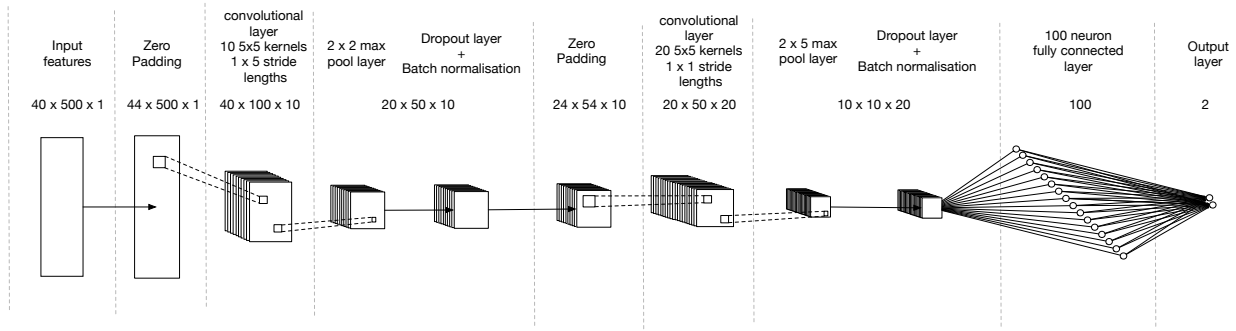 Input
features
40 x 500 x 1
Zero
Padding
44 x 500 x 1
convolutional
layer
10 5x5 kernels
1 x 5 stride
lengths
40 x 100 x 10
2 x 2 max
pool layer
Dropout layer
+
Batch normalisation
20 x 50 x 10
Zero
Padding
24 x 54 x 10
convolutional
layer
20 5x5 kernels
1 x 1 stride
lengths
20 x 50 x 20
2 x 5 max
pool layer
Dropout layer
+
Batch normalisation
10 x 10 x 20
100 neuron
fully connected
layer
100
Output
layer
2